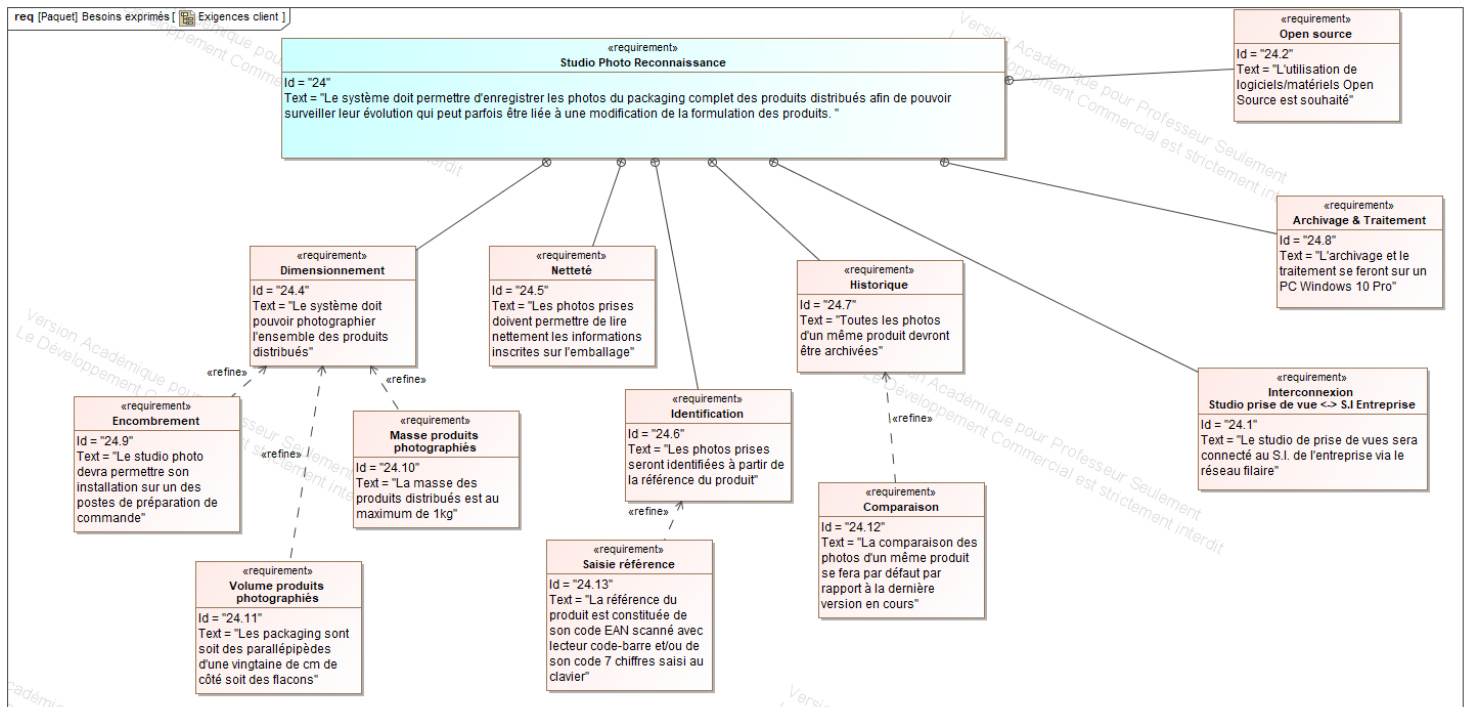 req [Paquet] Besoins exprimés [ Exigences client ]
«requirement»
Studio Photo Reconnaissance
Id = "24"
Text = "Le système doit permettre d'enregistrer les photos du packaging complet des produits distribués afin de pouvoir
surveiller leur évolution qui peut parfois être liée à une modification de la formulation des produits. "
«requirement»
Open source
Id = "24.2"
Text = "L'utilisation de
logiciels/matériels Open
Source est souhaité"
«requirement»
Archivage & Traitement
Id = "24.8"
Text = "L'archivage et le
traitement se feront sur un
PC Windows 10 Pro"
«requirement»
Dimensionnement
Id = "24.4"
Text = "Le système doit
pouvoir photographier
l'ensemble des produits
distribués"
«requirement»
Netteté
Id = "24.5"
Text = "Les photos prises
doivent permettre de lire
nettement les informations
inscrites sur l'emballage"
«requirement»
Historique
Id = "24.7"
Text = "Toutes les photos
d'un même produit devront
être archivées"
«requirement»
Interconnexion
Studio prise de vue <-> S.I Entreprise
Id = "24.1"
Text = "Le studio de prise de vues sera
connecté au S.I. de l'entreprise via le
réseau filaire"
«refine»
«refine»
«refine»
«requirement»
Encombrement
Id = "24.9"
Text = "Le studio photo
devra permettre son
installation sur un des
postes de préparation de
commande"
«requirement»
Masse produits
photographiés
Id = "24.10"
Text = "La masse des
produits distribués est au
maximum de 1kg"
«requirement»
Identification
Id = "24.6"
Text = "Les photos prises
seront identifiées à partir de
la référence du produit"
«refine»
«refine»
«requirement»
Comparaison
Id = "24.12"
Text = "La comparaison des
photos d'un même produit
se fera par défaut par
rapport à la dernière
version en cours"
«requirement»
Volume produits
photographiés
Id = "24.11"
Text = "Les packaging sont
soit des parallépipèdes
d'une vingtaine de cm de
côté soit des flacons"
«requirement»
Saisie référence
Id = "24.13"
Text = "La référence du
produit est constituée de
son code EAN scanné avec
lecteur code-barre et/ou de
son code 7 chiffres saisi au
clavier"
Version Académique pour Professeur Seulement
Le Développement Commercial est strictement interdit